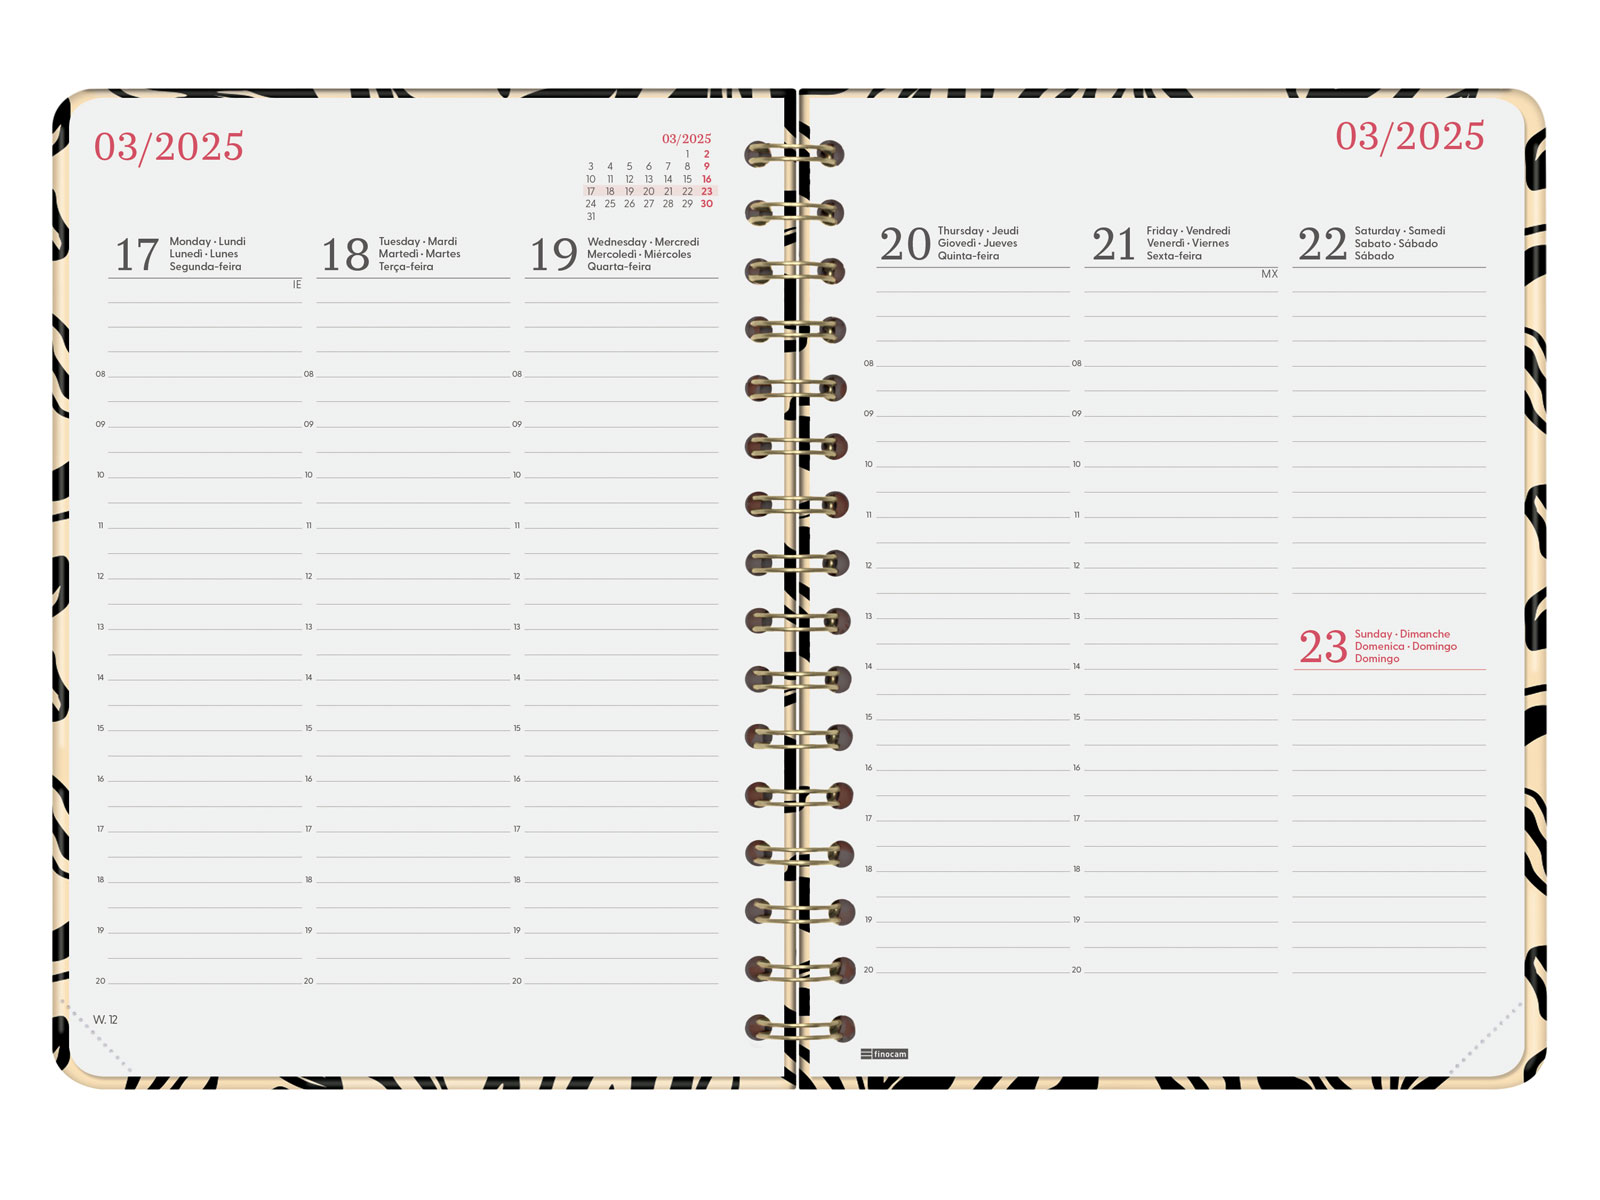 03/2025
03/2025
1 2
3 4 5 6 7 8 9
10 11 12 13 14 15 16
17 18 19 20 21 22 23
24 25 26 27 28 29 30
31
17
Monday · Lundi
Lunedì · Lunes
Segunda-feira
IE
18
Tuesday · Mardi
Martedì · Martes
Terça-feira
19
Wednesday · Mercredi
Mercoledì · Miércoles
Quarta-feira
08 08 08
09 09 09
10 10 10
11 11 11
12 12 12
13 13 13
14 14 14
15 15 15
16 16 16
17 17 17
18 18 18
19 19 19
20 20 20
W. 12
03/2025
20
Thursday · Jeudi
Giovedì · Jueves
Quinta-feira
21
Friday · Vendredi
Venerdì · Viernes
Sexta-feira
MX
22
Saturday · Samedi
Sabato · Sábado
Sábado
08 08
09 09
10 10
11 11
12 12
13 13
14 14
15 15
16 16
17 17
18 18
19 19
20 20
23
Sunday · Dimanche
Domenica · Domingo
Domingo
finocam